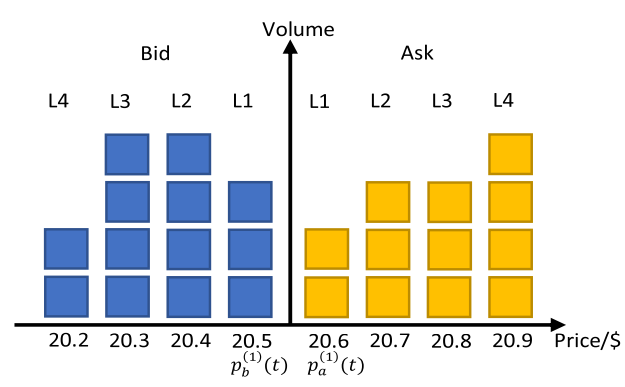 Volume
Bid Ask
L4 L3 L2 L1 L1 L2 L3 L4
20.2 20.3 20.4 20.5 20.6 20.7 20.8 20.9 Price/$
p_b^{(1)}(t) p_a^{(1)}(t)